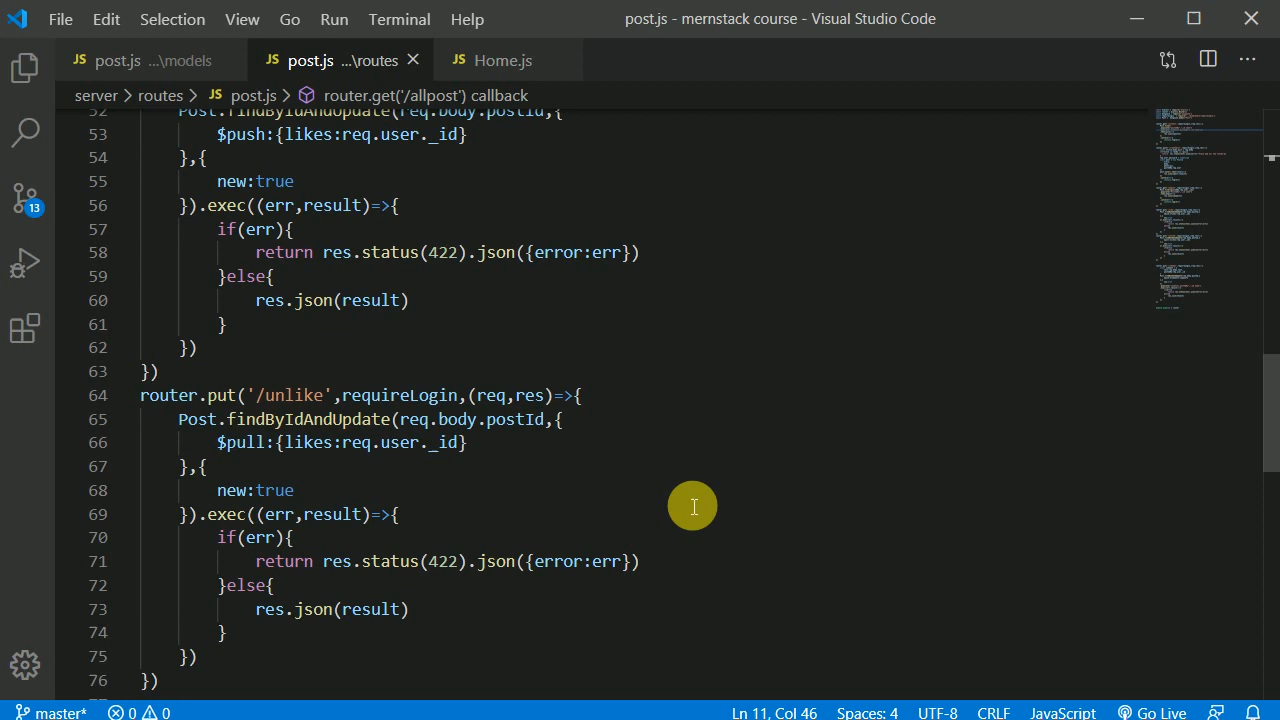 File Edit Selection View Go Run Terminal Help post.js - mernstack course - Visual Studio Code
JS post.js ...\models JS post.js ...\routes JS Home.js
server > routes > JS post.js > router.get('/allpost') callback
52 Post.findByIdAndUpdate(req.body.postId,{
53 $push:{likes:req.user._id}
54 },{
55 new:true
56 }).exec((err,result)=>{
57 if(err){
58 return res.status(422).json({error:err})
59 }else{
60 res.json(result)
61 }
62 })
63 })
64 router.put('/unlike',requireLogin,(req,res)=>{
65 Post.findByIdAndUpdate(req.body.postId,{
66 $pull:{likes:req.user._id}
67 },{
68 new:true
69 }).exec((err,result)=>{
70 if(err){
71 return res.status(422).json({error:err})
72 }else{
73 res.json(result)
74 }
75 })
76 })
13
master* 0 0 Ln 11, Col 46 Spaces: 4 UTF-8 CRLF JavaScript Go Live